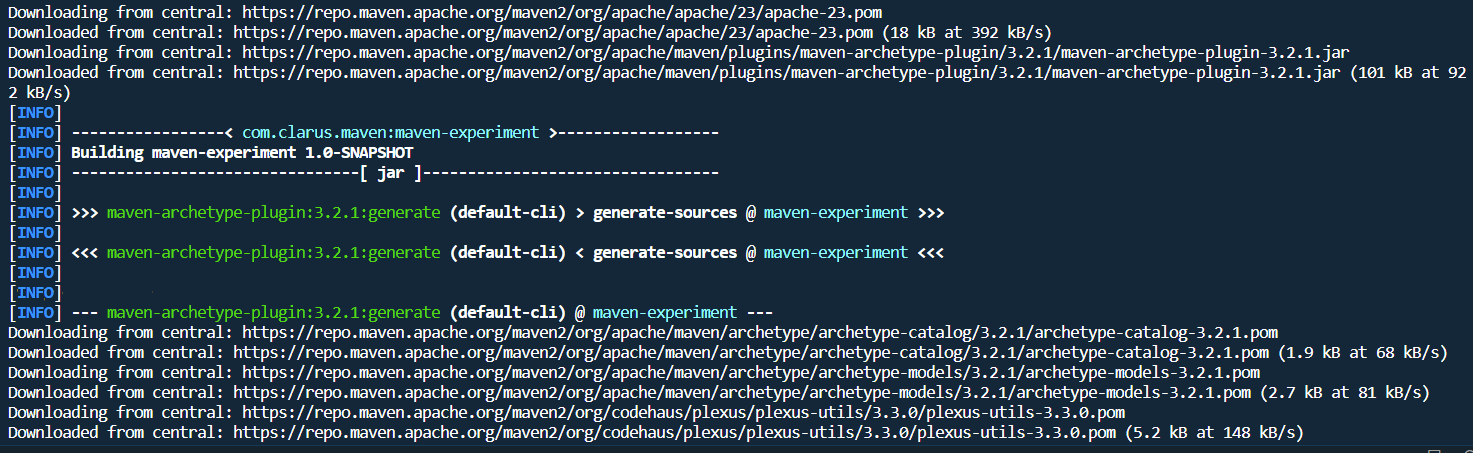 Downloading from central: https://repo.maven.apache.org/maven2/org/apache/apache/23/apache-23.pom
Downloaded from central: https://repo.maven.apache.org/maven2/org/apache/apache/23/apache-23.pom (18 kB at 392 kB/s)
Downloading from central: https://repo.maven.apache.org/maven2/org/apache/maven/plugins/maven-archetype-plugin/3.2.1/maven-archetype-plugin-3.2.1.jar
Downloaded from central: https://repo.maven.apache.org/maven2/org/apache/maven/plugins/maven-archetype-plugin/3.2.1/maven-archetype-plugin-3.2.1.jar (101 kB at 92
2 kB/s)
[INFO]
[INFO] -----------------< com.clarus.maven:maven-experiment >------------------
[INFO] Building maven-experiment 1.0-SNAPSHOT
[INFO] --------------------------------[ jar ]---------------------------------
[INFO]
[INFO] >>> maven-archetype-plugin:3.2.1:generate (default-cli) > generate-sources @ maven-experiment >>>
[INFO]
[INFO] <<< maven-archetype-plugin:3.2.1:generate (default-cli) < generate-sources @ maven-experiment <<<
[INFO]
[INFO]
[INFO] --- maven-archetype-plugin:3.2.1:generate (default-cli) @ maven-experiment ---
Downloading from central: https://repo.maven.apache.org/maven2/org/apache/maven/archetype/archetype-catalog/3.2.1/archetype-catalog-3.2.1.pom
Downloaded from central: https://repo.maven.apache.org/maven2/org/apache/maven/archetype/archetype-catalog/3.2.1/archetype-catalog-3.2.1.pom (1.9 kB at 68 kB/s)
Downloading from central: https://repo.maven.apache.org/maven2/org/apache/maven/archetype/archetype-models/3.2.1/archetype-models-3.2.1.pom
Downloaded from central: https://repo.maven.apache.org/maven2/org/apache/maven/archetype/archetype-models/3.2.1/archetype-models-3.2.1.pom (2.7 kB at 81 kB/s)
Downloading from central: https://repo.maven.apache.org/maven2/org/codehaus/plexus/plexus-utils/3.3.0/plexus-utils-3.3.0.pom
Downloaded from central: https://repo.maven.apache.org/maven2/org/codehaus/plexus/plexus-utils/3.3.0/plexus-utils-3.3.0.pom (5.2 kB at 148 kB/s)